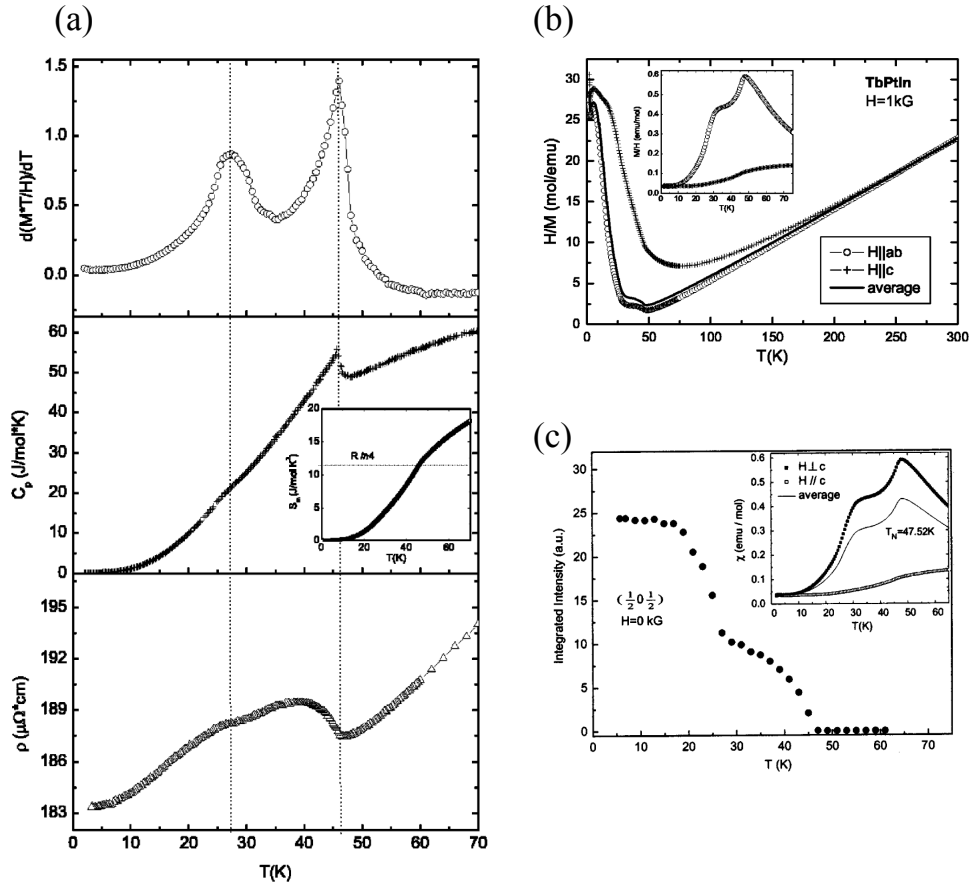 (a)
1.5
1.0
0.5
0.0
d(M*T/H)/dT
60
50
40
30
20
10
0
C_p (J/mol*K)
20
15
10
5
0
S_m (J/mol K²)
R ln4
0 20 40 60
T(K)
195
192
189
186
183
ρ (μΩ*cm)
0 10 20 30 40 50 60 70
T(K)
(b)
30
25
20
15
10
5
0
H/M (mol/emu)
TbPtIn
H=1kG
0.6
0.5
0.4
0.3
0.2
0.1
0.0
M/H (emu/mol)
0 10 20 30 40 50 60 70
T(K)
H||ab
H||c
average
0 50 100 150 200 250 300
T(K)
(c)
30
25
20
15
10
5
0
Integrated Intensity (a.u.)
(1/2 0 1/2)
H=0 kG
0.6
0.4
0.2
0.0
χ (emu / mol)
H ⊥ c
H // c
average
T_N=47.52K
0 10 20 30 40 50 60
T(K)
0 10 20 30 40 50 60 70
T (K)